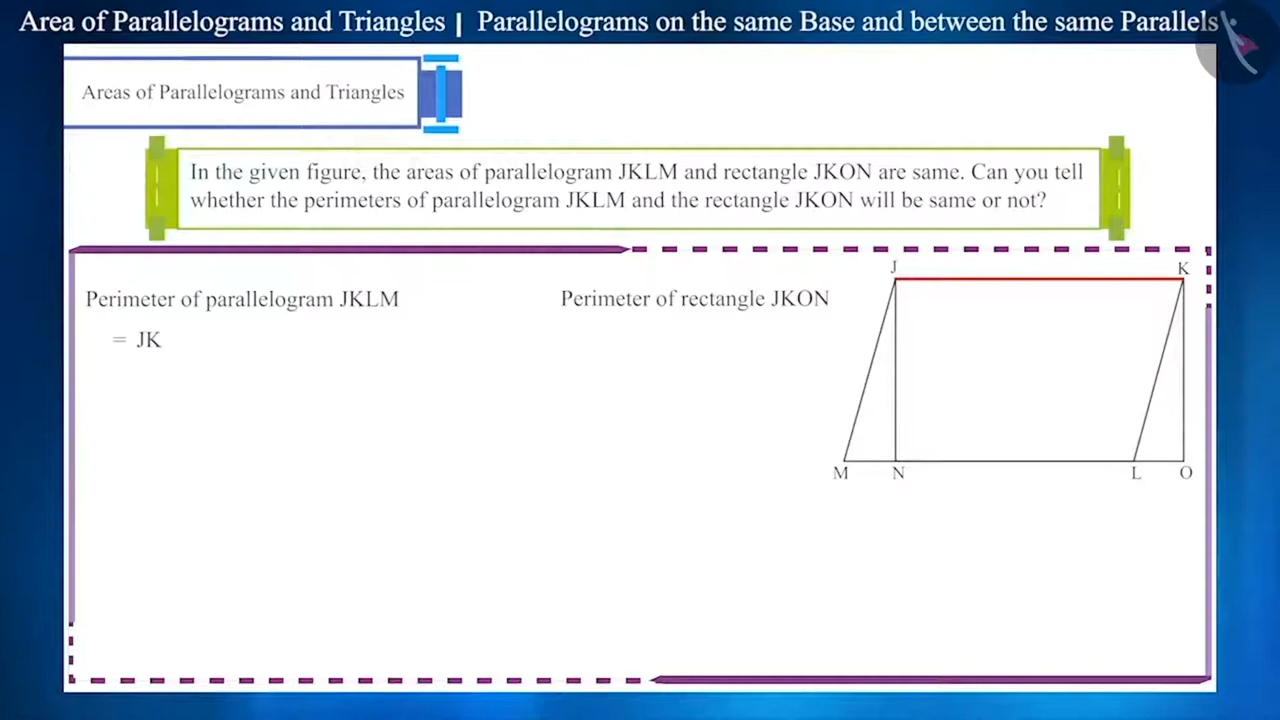 Area of Parallelograms and Triangles | Parallelograms on the same Base and between the same Parallels
Areas of Parallelograms and Triangles
In the given figure, the areas of parallelogram JKLM and rectangle JKON are same. Can you tell
whether the perimeters of parallelogram JKLM and the rectangle JKON will be same or not?
J K
Perimeter of parallelogram JKLM Perimeter of rectangle JKON
= JK
M N L O